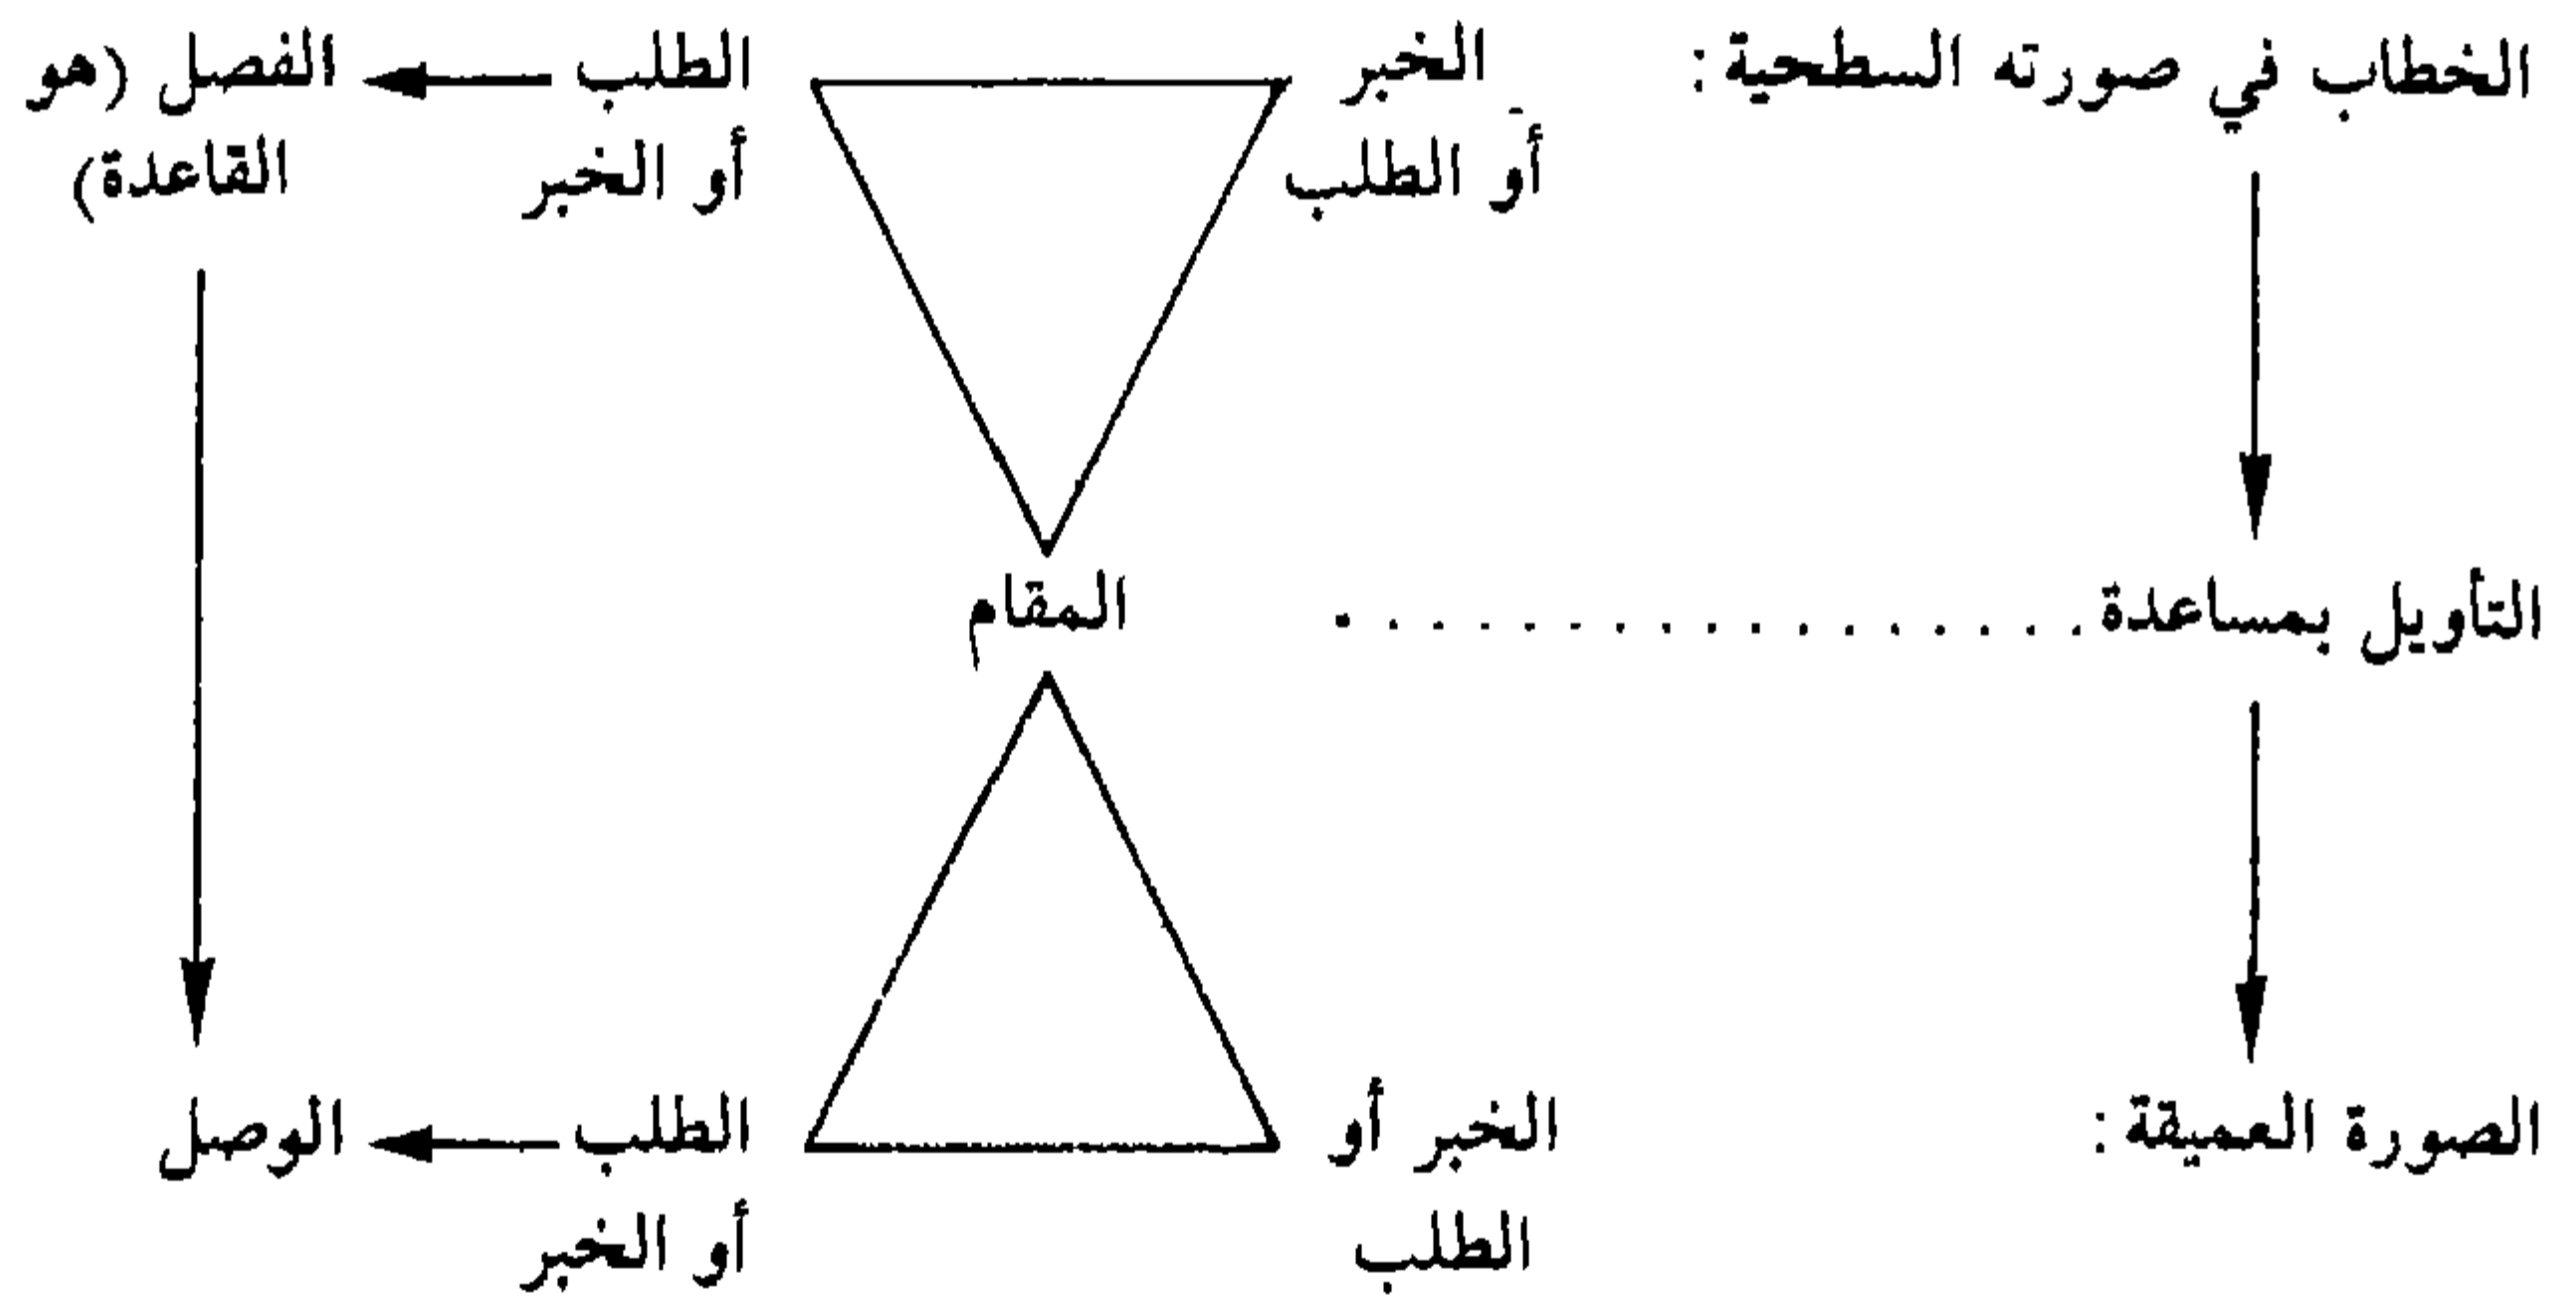 الخطاب في صورته السطحية: الخبر الطلب الفصل (هو
أو الطلب أو الخبر القاعدة)
التأويل بمساعدة . . . . . . . . . . . . . . . . . المقام
الصورة العميقة: الخبر أو الطلب الوصل
الطلب أو الخبر